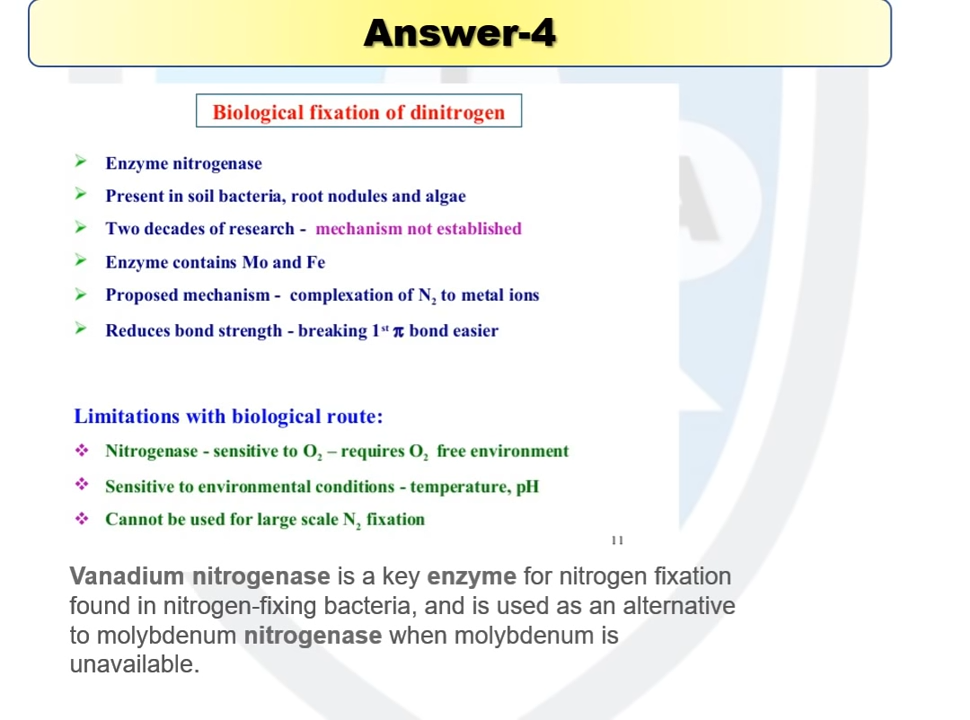 Answer-4
Biological fixation of dinitrogen
Enzyme nitrogenase
Present in soil bacteria, root nodules and algae
Two decades of research - mechanism not established
Enzyme contains Mo and Fe
Proposed mechanism - complexation of N₂ to metal ions
Reduces bond strength - breaking 1ˢᵗ π bond easier
Limitations with biological route:
Nitrogenase - sensitive to O₂ – requires O₂ free environment
Sensitive to environmental conditions - temperature, pH
Cannot be used for large scale N₂ fixation
11
Vanadium nitrogenase is a key enzyme for nitrogen fixation
found in nitrogen-fixing bacteria, and is used as an alternative
to molybdenum nitrogenase when molybdenum is
unavailable.